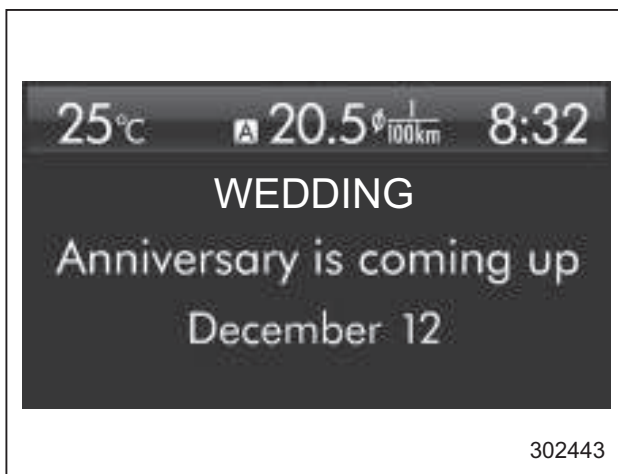 25°C A 20.5 ø l/100km 8:32
WEDDING
Anniversary is coming up
December 12
302443